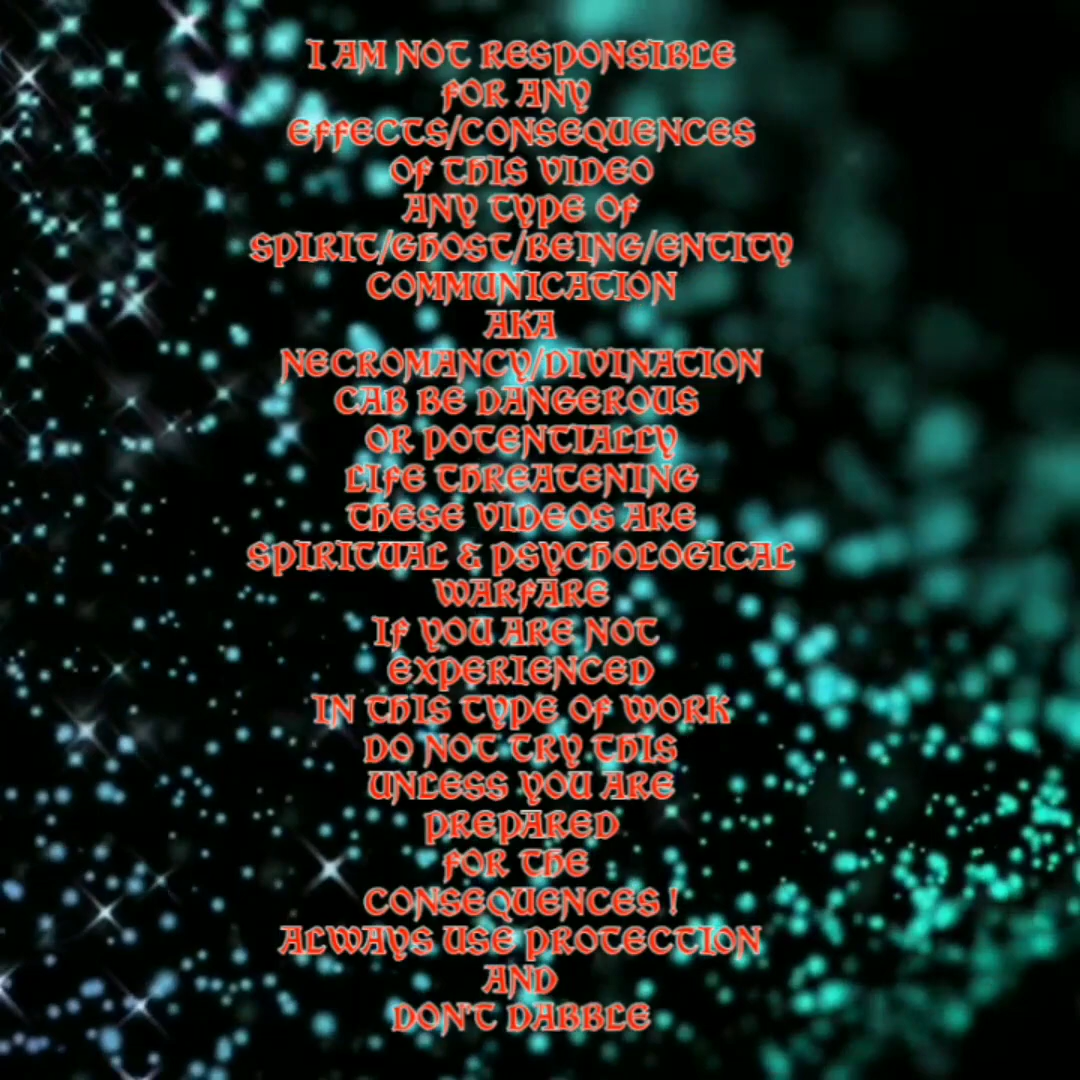 I AM NOT RESPONSIBLE
FOR ANY
EFFECTS/CONSEQUENCES
OF THIS VIDEO
ANY TYPE OF
SPIRIT/GHOST/BEING/ENTITY
COMMUNICATION
AKA
NECROMANCY/DIVINATION
CAB BE DANGEROUS
OR POTENTIALLY
LIFE THREATENING
THESE VIDEOS ARE
SPIRITUAL & PSYCHOLOGICAL
WARFARE
IF YOU ARE NOT
EXPERIENCED
IN THIS TYPE OF WORK
DO NOT TRY THIS
UNLESS YOU ARE
PREPARED
FOR THE
CONSEQUENCES !
ALWAYS USE PROTECTION
AND
DON'T DABBLE